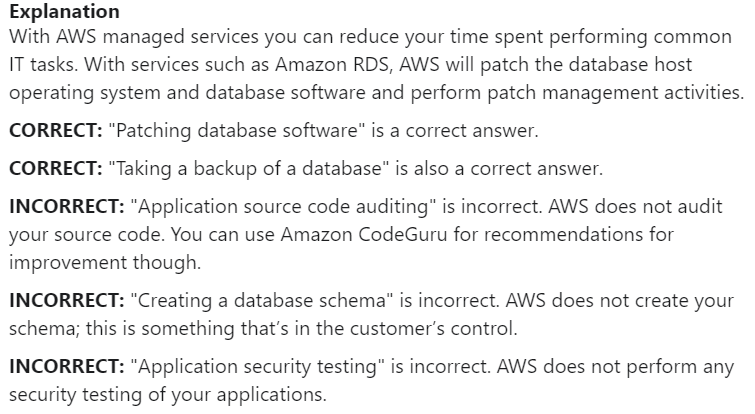 Explanation
With AWS managed services you can reduce your time spent performing common
IT tasks. With services such as Amazon RDS, AWS will patch the database host
operating system and database software and perform patch management activities.
CORRECT: "Patching database software" is a correct answer.
CORRECT: "Taking a backup of a database" is also a correct answer.
INCORRECT: "Application source code auditing" is incorrect. AWS does not audit
your source code. You can use Amazon CodeGuru for recommendations for
improvement though.
INCORRECT: "Creating a database schema" is incorrect. AWS does not create your
schema; this is something that’s in the customer’s control.
INCORRECT: "Application security testing" is incorrect. AWS does not perform any
security testing of your applications.